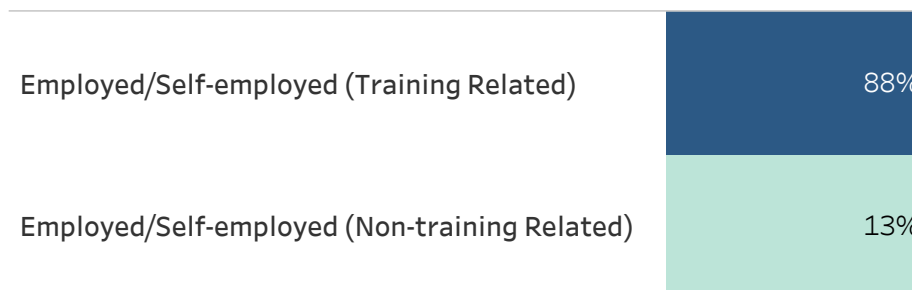 Employed/Self-employed (Training Related) 88%
Employed/Self-employed (Non-training Related) 13%